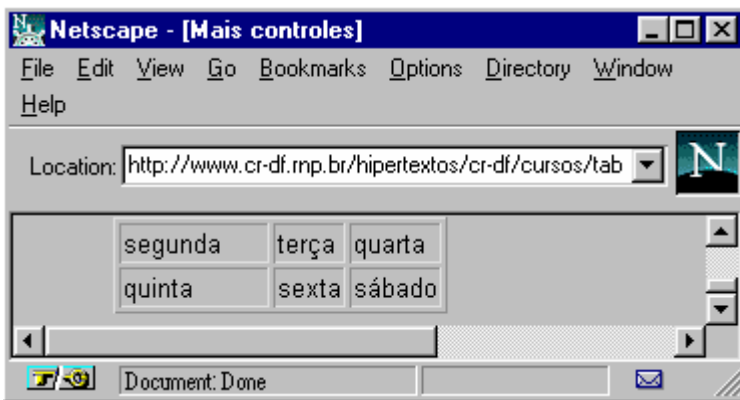 Netscape - [Mais controles]
File Edit View Go Bookmarks Options Directory Window
Help
Location: http://www.cr-df.rnp.br/hipertextos/cr-df/cursos/tab
N
segunda terça quarta
quinta sexta sábado
Document: Done